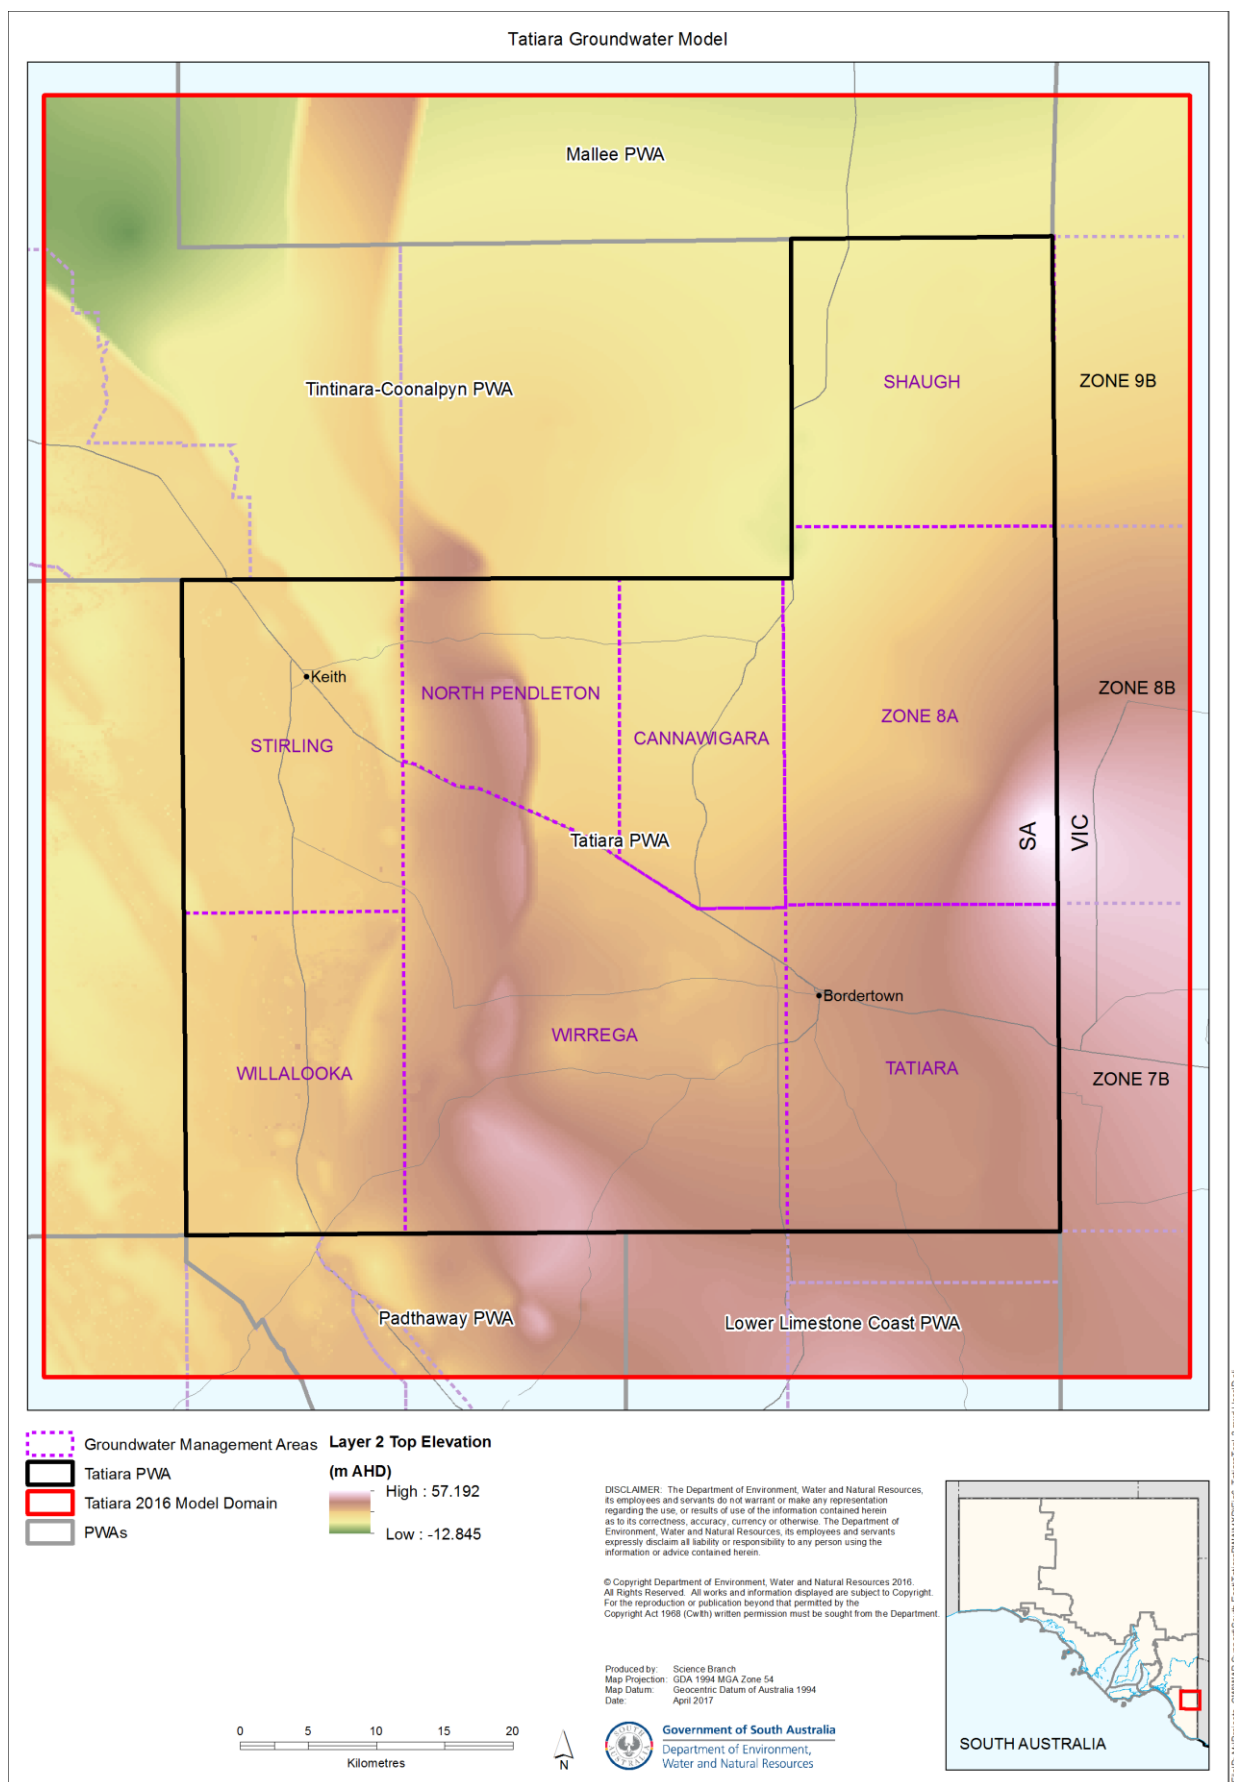 Tatiara Groundwater Model
Mallee PWA
SHAUGH
ZONE 9B
Tintinara-Coonalpyn PWA
Keith
NORTH PENDLETON
ZONE 8B
ZONE 8A
STIRLING
CANNAWIGARA
Tatiara PWA
SA
VIC
Bordertown
WIRREGA
WILLALOOKA
TATIARA
ZONE 7B
Padthaway PWA
Lower Limestone Coast PWA
Groundwater Management Areas
Tatiara PWA
Tatiara 2016 Model Domain
PWAs
Layer 2 Top Elevation
(m AHD)
High : 57.192
Low : -12.845
DISCLAIMER: The Department of Environment, Water and Natural Resources,
its employees and servants do not warrant or make any representation
regarding the use, or results of use of the information contained herein
as to its correctness, accuracy, currency or otherwise. The Department of
Environment, Water and Natural Resources, its employees and servants
expressly disclaim all liability or responsibility to any person using the
information or advice contained herein.
© Copyright Department of Environment, Water and Natural Resources 2016.
All Rights Reserved. All works and information displayed are subject to Copyright.
For the reproduction or publication beyond that permitted by the
Copyright Act 1968 (Cwlth) written permission must be sought from the Department.
Produced by: Science Branch
Map Projection: GDA 1994 MGA Zone 54
Map Datum: Geocentric Datum of Australia 1994
Date: April 2017
0 5 10 15 20
Kilometres
N
SOUTH AUSTRALIA
Government of South Australia
Department of Environment,
Water and Natural Resources
SOUTH AUSTRALIA